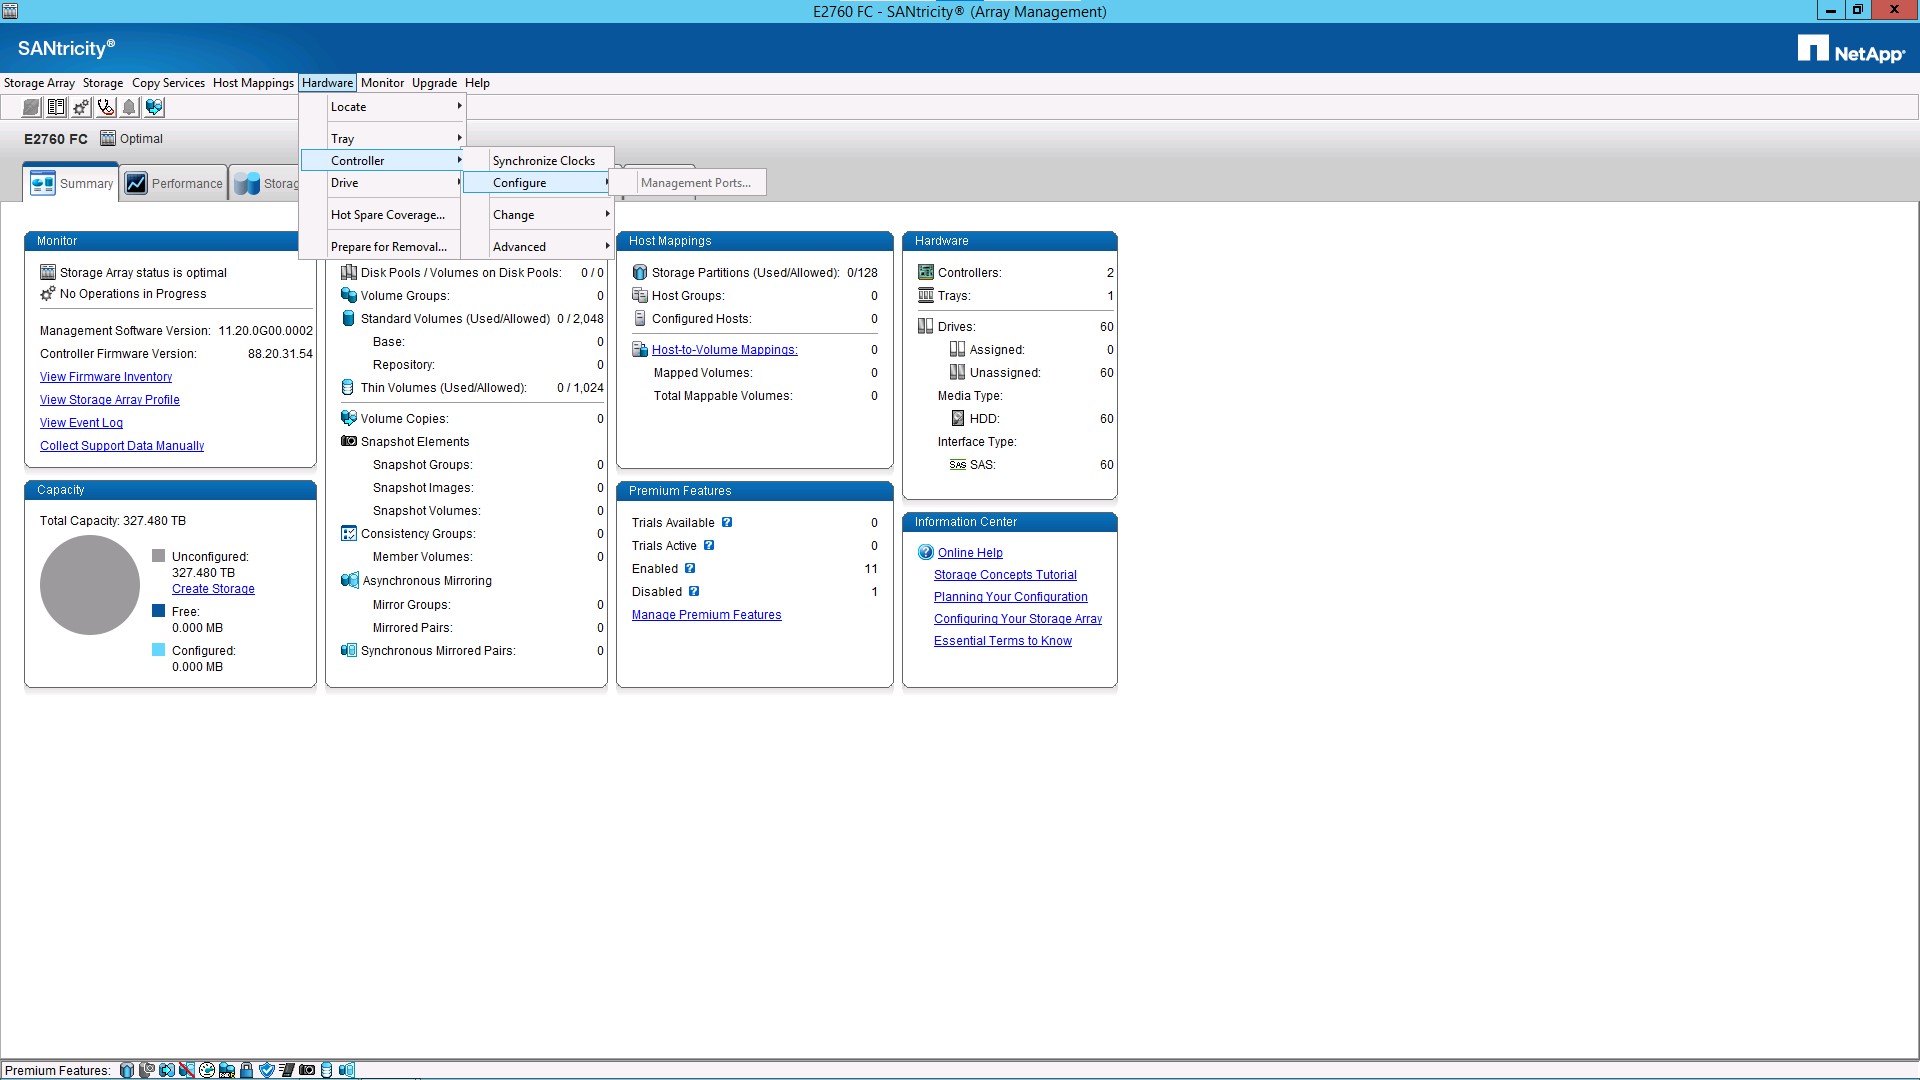 E2760 FC - SANtricity® (Array Management)
SANtricity®
NetApp®
Storage Array Storage Copy Services Host Mappings Hardware Monitor Upgrade Help
Locate
E2760 FC Optimal
Tray
Controller
Synchronize Clocks
Summary
Performance
Storag
Drive
Configure
Management Ports...
Hot Spare Coverage...
Change
Prepare for Removal...
Advanced
Monitor
Storage Array status is optimal
No Operations in Progress
Management Software Version: 11.20.0G00.0002
Controller Firmware Version: 88.20.31.54
View Firmware Inventory
View Storage Array Profile
View Event Log
Collect Support Data Manually
Capacity
Total Capacity: 327.480 TB
Unconfigured:
327.480 TB
Create Storage
Free:
0.000 MB
Configured:
0.000 MB
Disk Pools / Volumes on Disk Pools: 0 / 0
Volume Groups: 0
Standard Volumes (Used/Allowed) 0 / 2,048
Base: 0
Repository: 0
Thin Volumes (Used/Allowed): 0 / 1,024
Volume Copies: 0
Snapshot Elements
Snapshot Groups: 0
Snapshot Images: 0
Snapshot Volumes: 0
Consistency Groups: 0
Member Volumes: 0
Asynchronous Mirroring
Mirror Groups: 0
Mirrored Pairs: 0
Synchronous Mirrored Pairs: 0
Host Mappings
Storage Partitions (Used/Allowed): 0/128
Host Groups: 0
Configured Hosts: 0
Host-to-Volume Mappings: 0
Mapped Volumes: 0
Total Mappable Volumes: 0
Premium Features
Trials Available ? 0
Trials Active ? 0
Enabled ? 11
Disabled ? 1
Manage Premium Features
Hardware
Controllers: 2
Trays: 1
Drives: 60
Assigned: 0
Unassigned: 60
Media Type:
HDD: 60
Interface Type:
SAS SAS: 60
Information Center
? Online Help
Storage Concepts Tutorial
Planning Your Configuration
Configuring Your Storage Array
Essential Terms to Know
Premium Features: